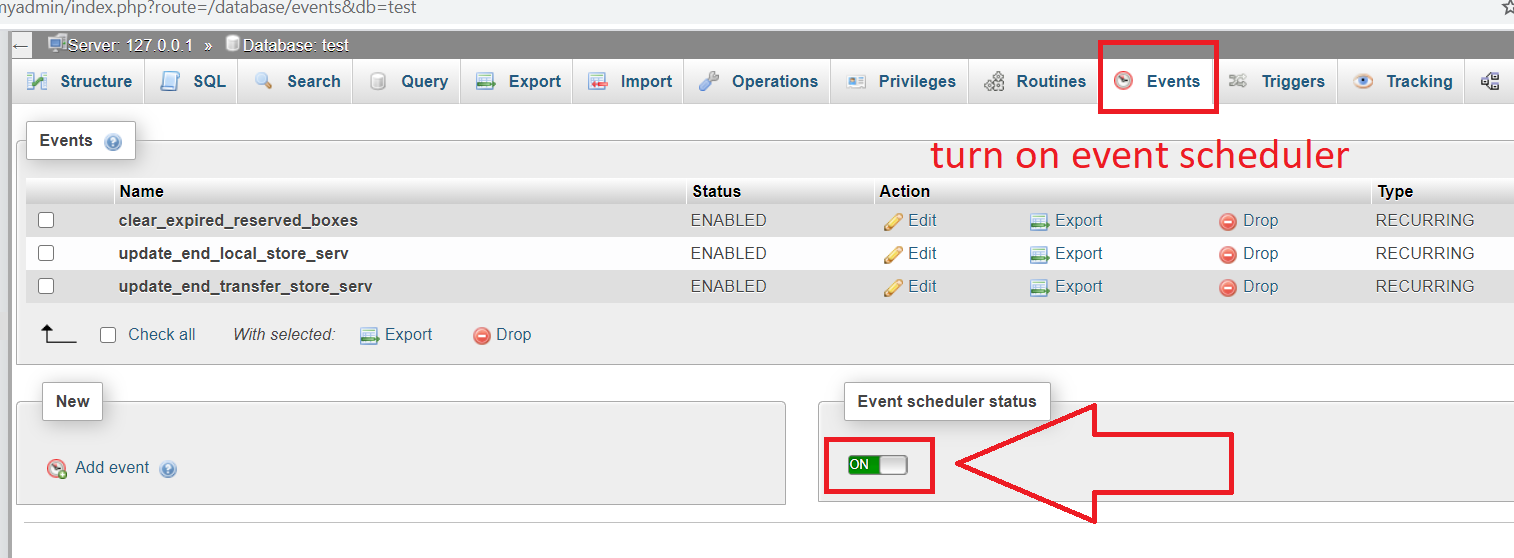 myadmin/index.php?route=/database/events&db=test
Server: 127.0.0.1 » Database: test
Structure SQL Search Query Export Import Operations Privileges Routines Events Triggers Tracking
Events
turn on event scheduler
Name Status Action Type
clear_expired_reserved_boxes ENABLED Edit Export Drop RECURRING
update_end_local_store_serv ENABLED Edit Export Drop RECURRING
update_end_transfer_store_serv ENABLED Edit Export Drop RECURRING
Check all With selected: Export Drop
New
Add event
Event scheduler status
ON